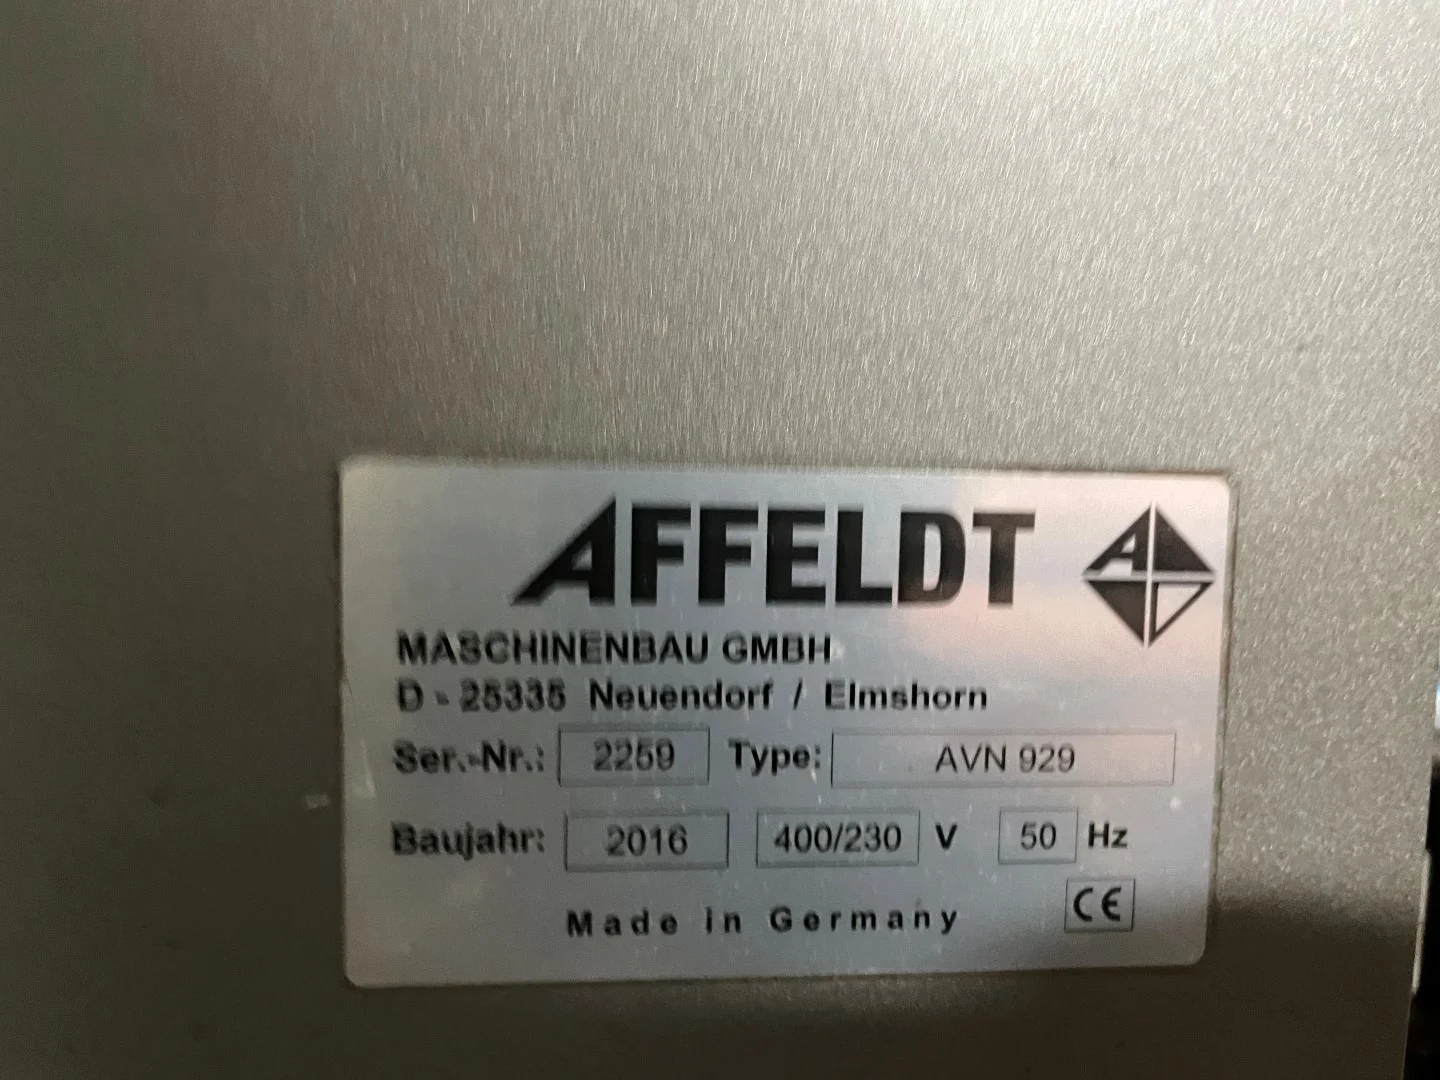 AFFELDT
AD
MASCHINENBAU GMBH
D - 25335 Neuendorf / Elmshorn
Ser.-Nr.: 2259 Type: AVN 929
Baujahr: 2016 400/230 V 50 Hz
Made in Germany CE